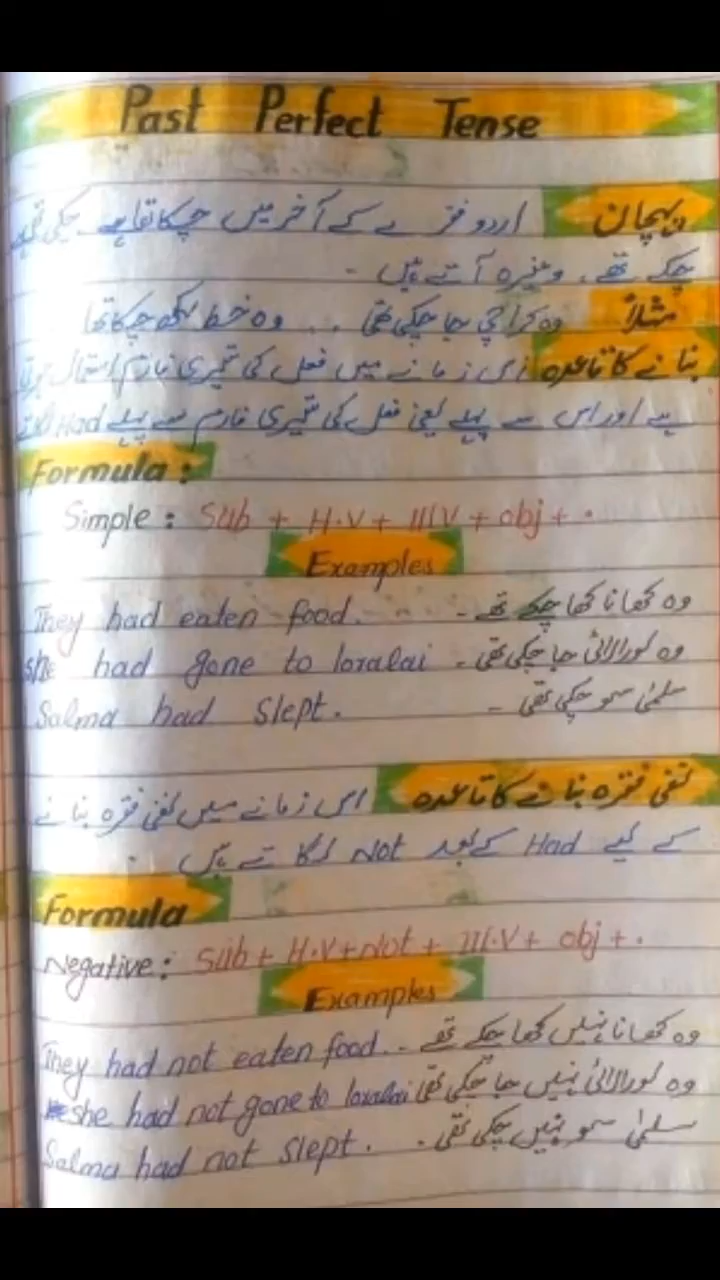 Past Perfect Tense
پہچان اردو فقرے کے آخر میں چکا تھا، چکی تھی،
چکے تھے، وغیرہ آتے ہیں۔
مثلاً وہ کراچی جا چکی تھی ... وہ خط لکھ چکا تھا
بنانے کا قاعدہ اس زمانے میں فعل کی تیسری فارم استمال ہوتا
ہے اور اس سے پہلے یعنی فعل کی تیسری فارم سے پہلے Had لگاتے
Formula:
Simple: Sub + H.V + III V + obj + .
Examples
They had eaten food. وہ کھانا کھا چکے تھے۔
she had gone to loralai وہ لورالائی جا چکی تھی۔
Salma had slept. سلمیٰ سو چکی تھی۔
نفی فقرہ بنانے کا قاعدہ اس زمانے میں نفی فقرہ بنانے
کے لیے Had کے بعد Not لگاتے ہیں
Formula
Negative: Sub + H.V + Not + III.V + obj + .
Examples
They had not eaten food.. وہ کھانا نہیں کھا چکے تھے
she had not gone to loralai وہ لورالائی نہیں جا چکی تھی
Salma had not slept. سلمیٰ سو نہیں چکی تھی.